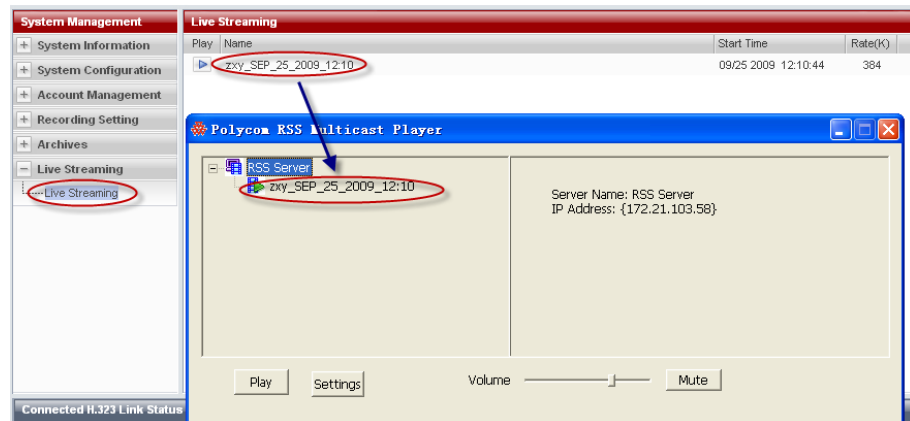 System Management
+ System Information
+ System Configuration
+ Account Management
+ Recording Setting
+ Archives
− Live Streaming
Live Streaming
Live Streaming
Play Name Start Time Rate(K)
zxy_SEP_25_2009_12:10 09/25 2009 12:10:44 384
Polycom RSS Multicast Player
RSS Server
zxy_SEP_25_2009_12:10
Server Name: RSS Server
IP Address: {172.21.103.58}
Play Settings Volume Mute
Connected H.323 Link Status